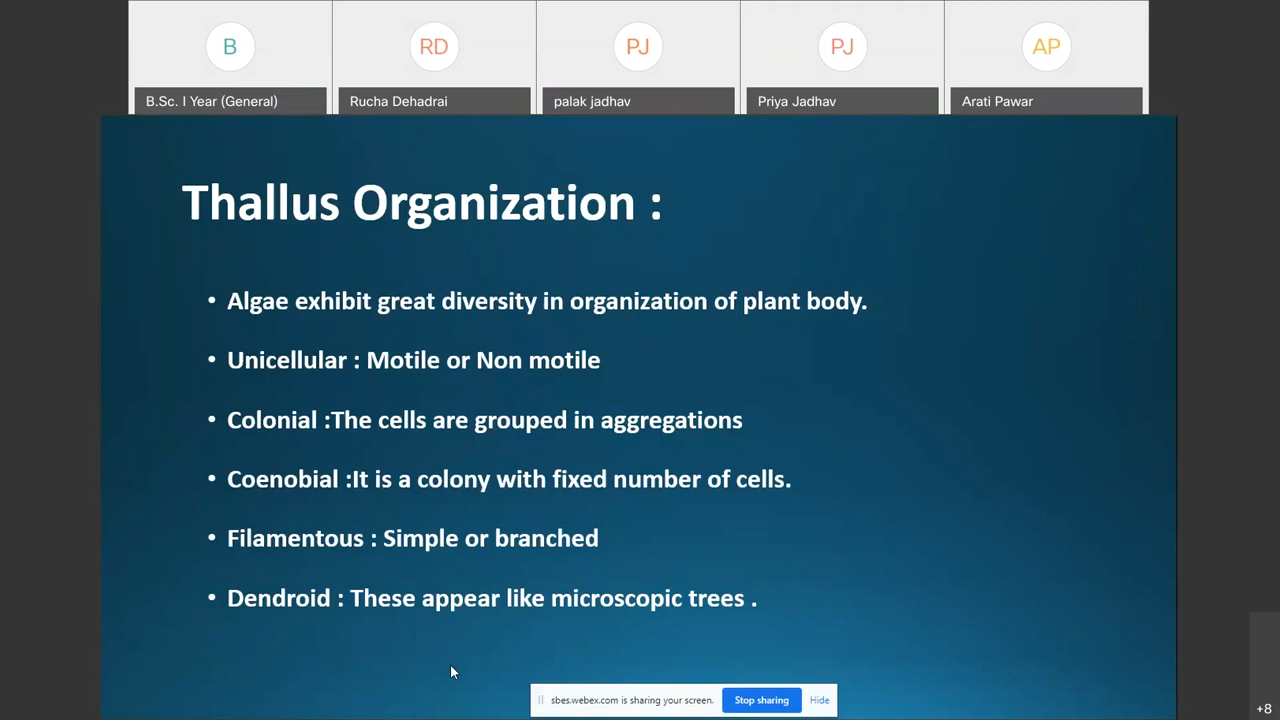 B RD PJ PJ AP
B.Sc. I Year (General) Rucha Dehadrai palak jadhav Priya Jadhav Arati Pawar
Thallus Organization :
• Algae exhibit great diversity in organization of plant body.
• Unicellular : Motile or Non motile
• Colonial :The cells are grouped in aggregations
• Coenobial :It is a colony with fixed number of cells.
• Filamentous : Simple or branched
• Dendroid : These appear like microscopic trees .
sbes.webex.com is sharing your screen. Stop sharing Hide
+8